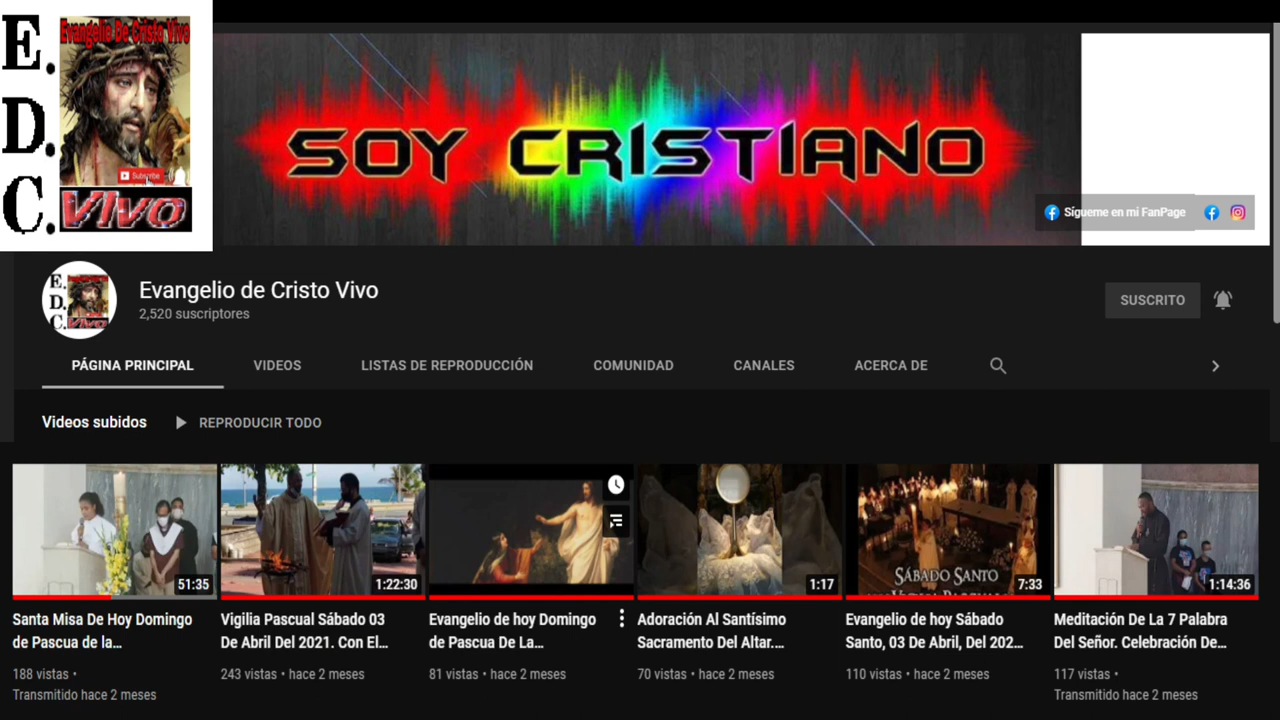 E.
D.
C.
Evangelio De Cristo Vivo
Subscribe
Vivo
SOY CRISTIANO
Sígueme en mi FanPage
E.
D.
C.
Vivo
Evangelio de Cristo Vivo
2,520 suscriptores
SUSCRITO
PÁGINA PRINCIPAL
VIDEOS
LISTAS DE REPRODUCCIÓN
COMUNIDAD
CANALES
ACERCA DE
Videos subidos
REPRODUCIR TODO
51:35
1:22:30
1:17
SÁBADO SANTO
7:33
1:14:36
Santa Misa De Hoy Domingo
de Pascua de la...
188 vistas •
Transmitido hace 2 meses
Vigilia Pascual Sábado 03
De Abril Del 2021. Con El...
243 vistas • hace 2 meses
Evangelio de hoy Domingo
de Pascua De La...
81 vistas • hace 2 meses
Adoración Al Santísimo
Sacramento Del Altar....
70 vistas • hace 2 meses
Evangelio de hoy Sábado
Santo, 03 De Abril, Del 202...
110 vistas • hace 2 meses
Meditación De La 7 Palabra
Del Señor. Celebración De...
117 vistas •
Transmitido hace 2 meses